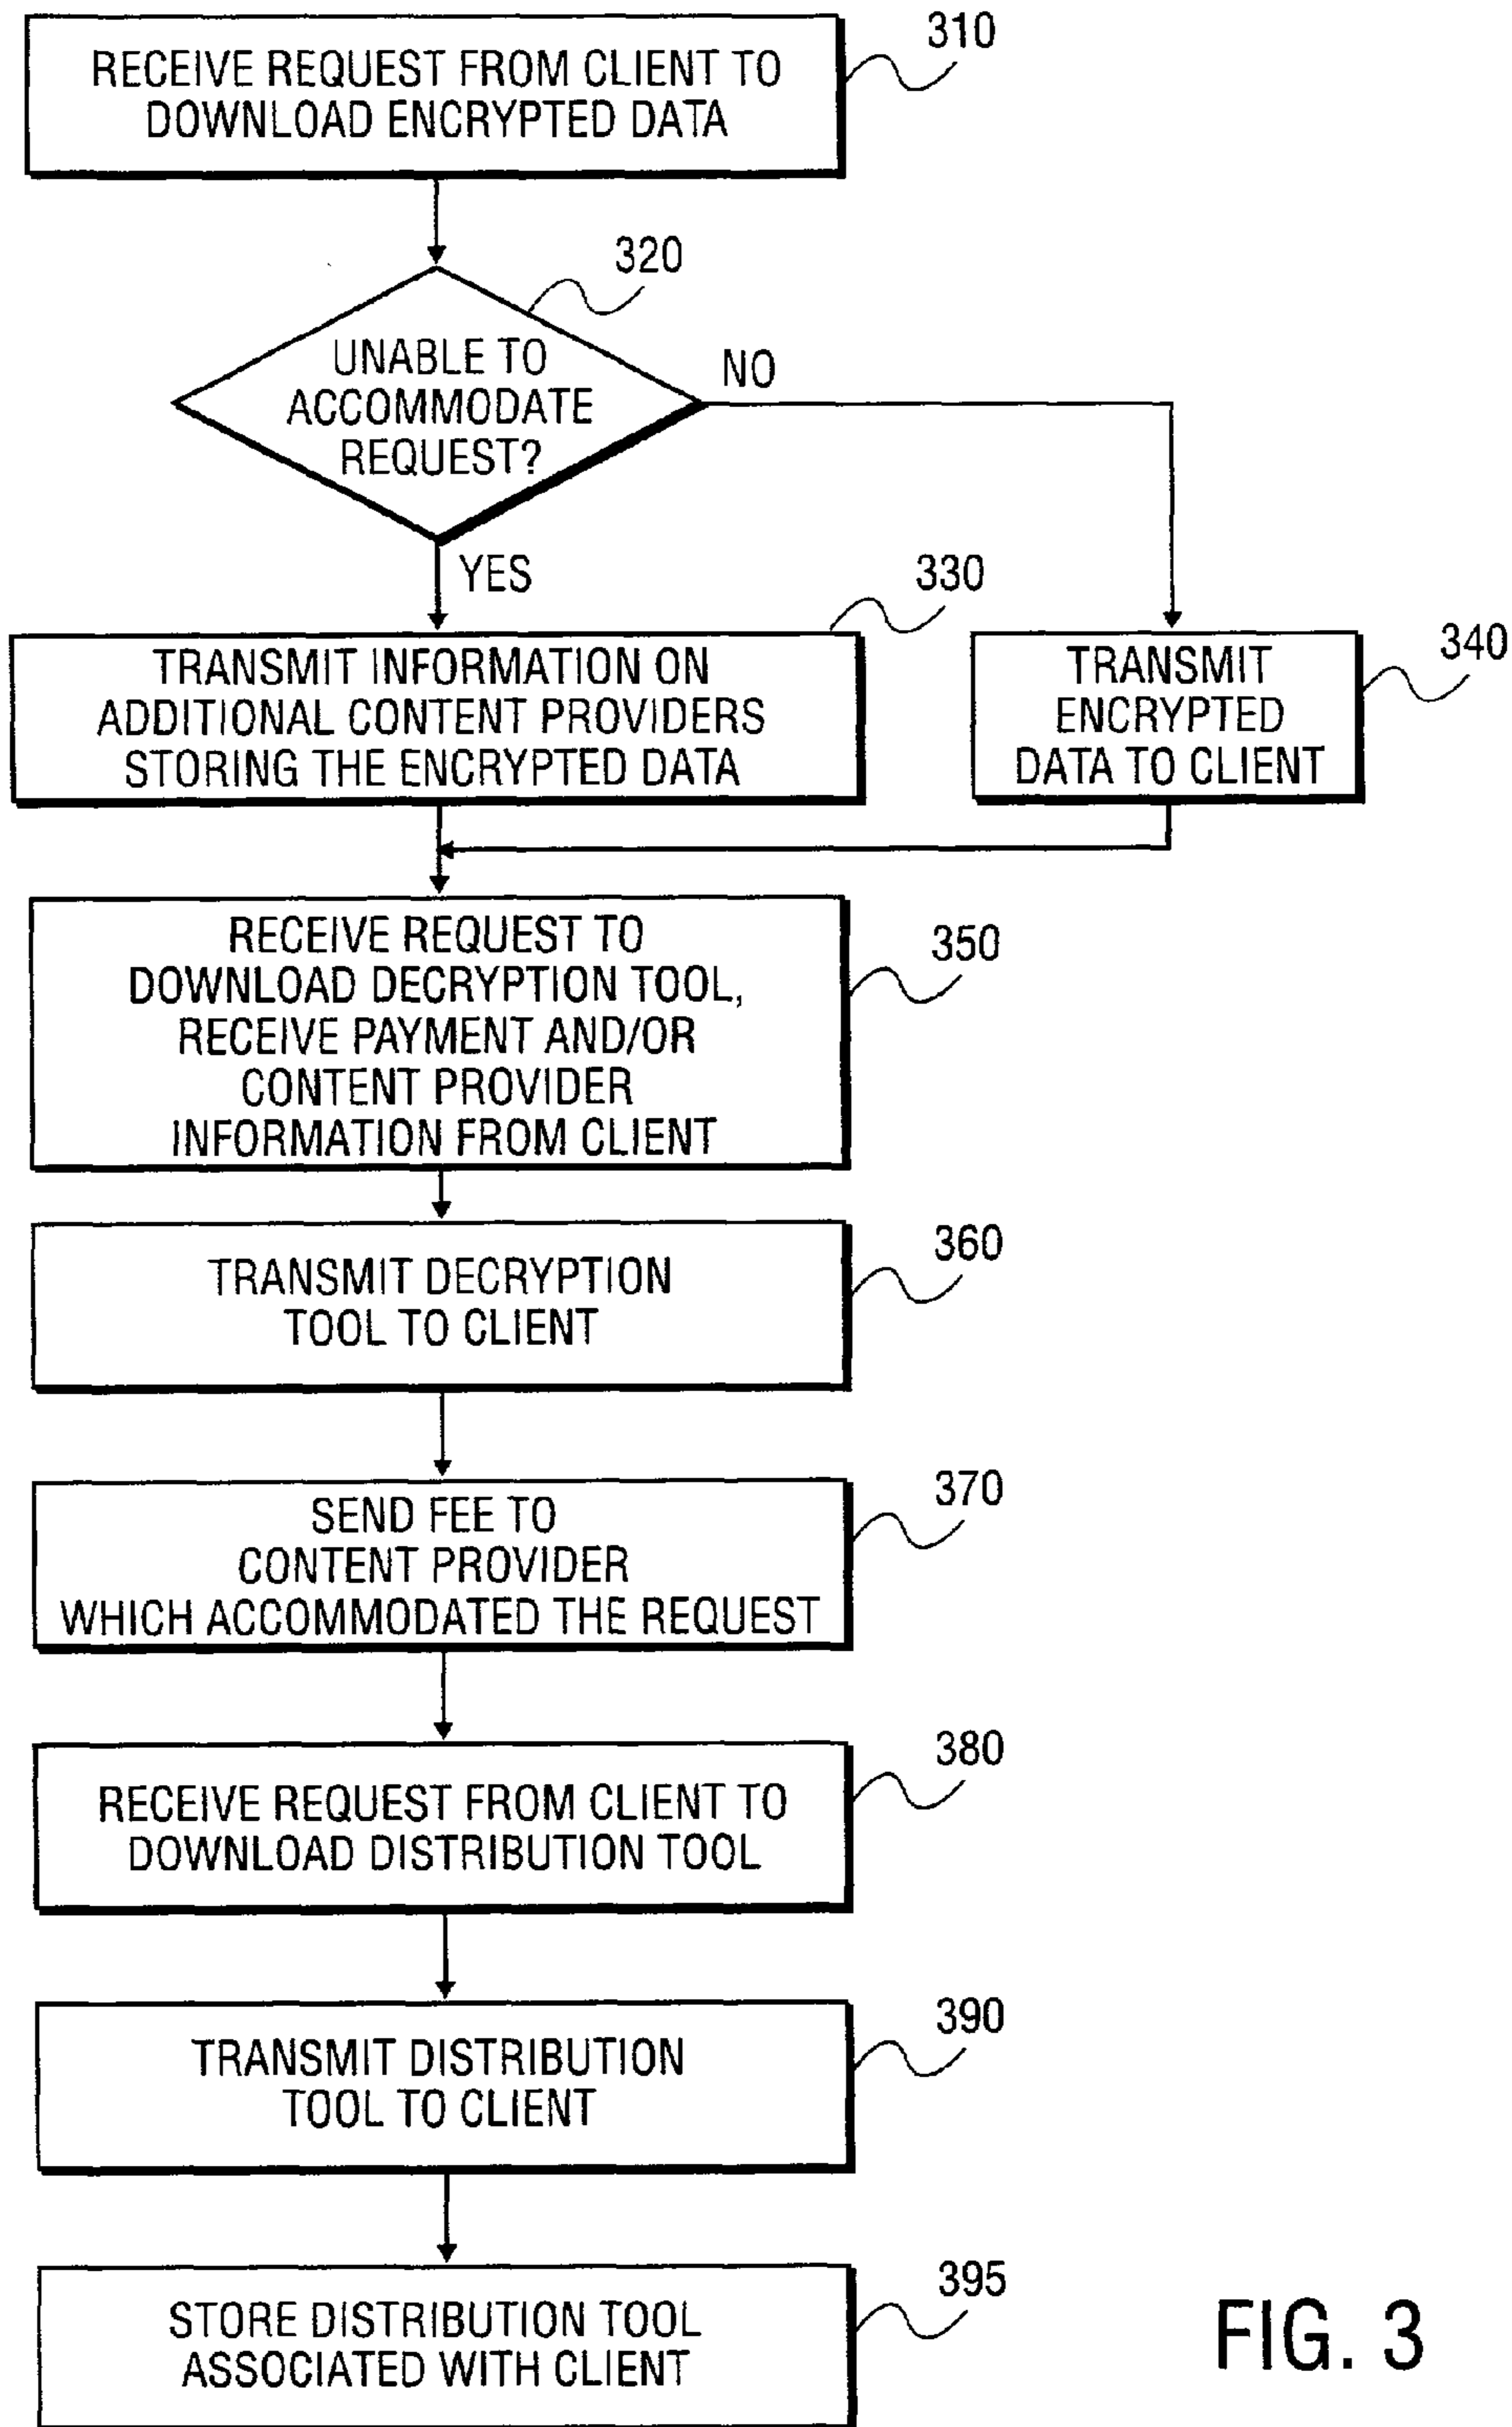 RECEIVE REQUEST FROM CLIENT TO
DOWNLOAD ENCRYPTED DATA
310
320
UNABLE TO
ACCOMMODATE
REQUEST?
NO
YES
330
TRANSMIT INFORMATION ON
ADDITIONAL CONTENT PROVIDERS
STORING THE ENCRYPTED DATA
TRANSMIT
ENCRYPTED
DATA TO CLIENT
340
RECEIVE REQUEST TO
DOWNLOAD DECRYPTION TOOL,
RECEIVE PAYMENT AND/OR
CONTENT PROVIDER
INFORMATION FROM CLIENT
350
TRANSMIT DECRYPTION
TOOL TO CLIENT
360
SEND FEE TO
CONTENT PROVIDER
WHICH ACCOMMODATED THE REQUEST
370
RECEIVE REQUEST FROM CLIENT TO
DOWNLOAD DISTRIBUTION TOOL
380
TRANSMIT DISTRIBUTION
TOOL TO CLIENT
390
STORE DISTRIBUTION TOOL
ASSOCIATED WITH CLIENT
395
FIG. 3